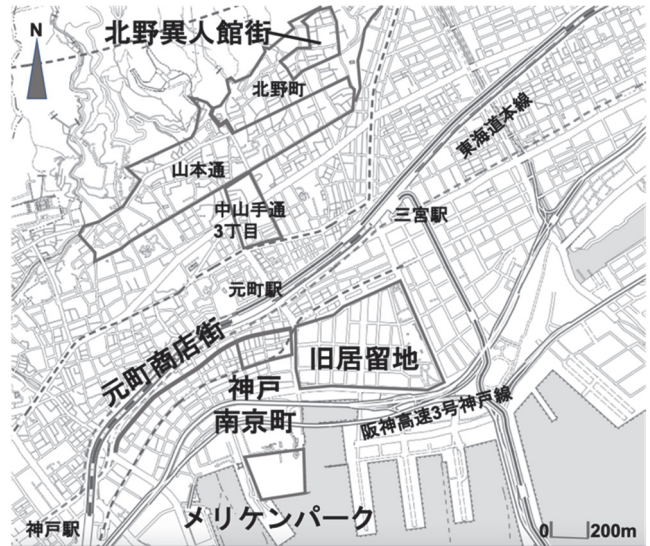 北野異人館街
N
北野町
東海道本線
山本通
中山手通
3丁目
三宮駅
元町駅
元町商店街
旧居留地
神戸
南京町
阪神高速3号神戸線
メリケンパーク
神戸駅
0 200m